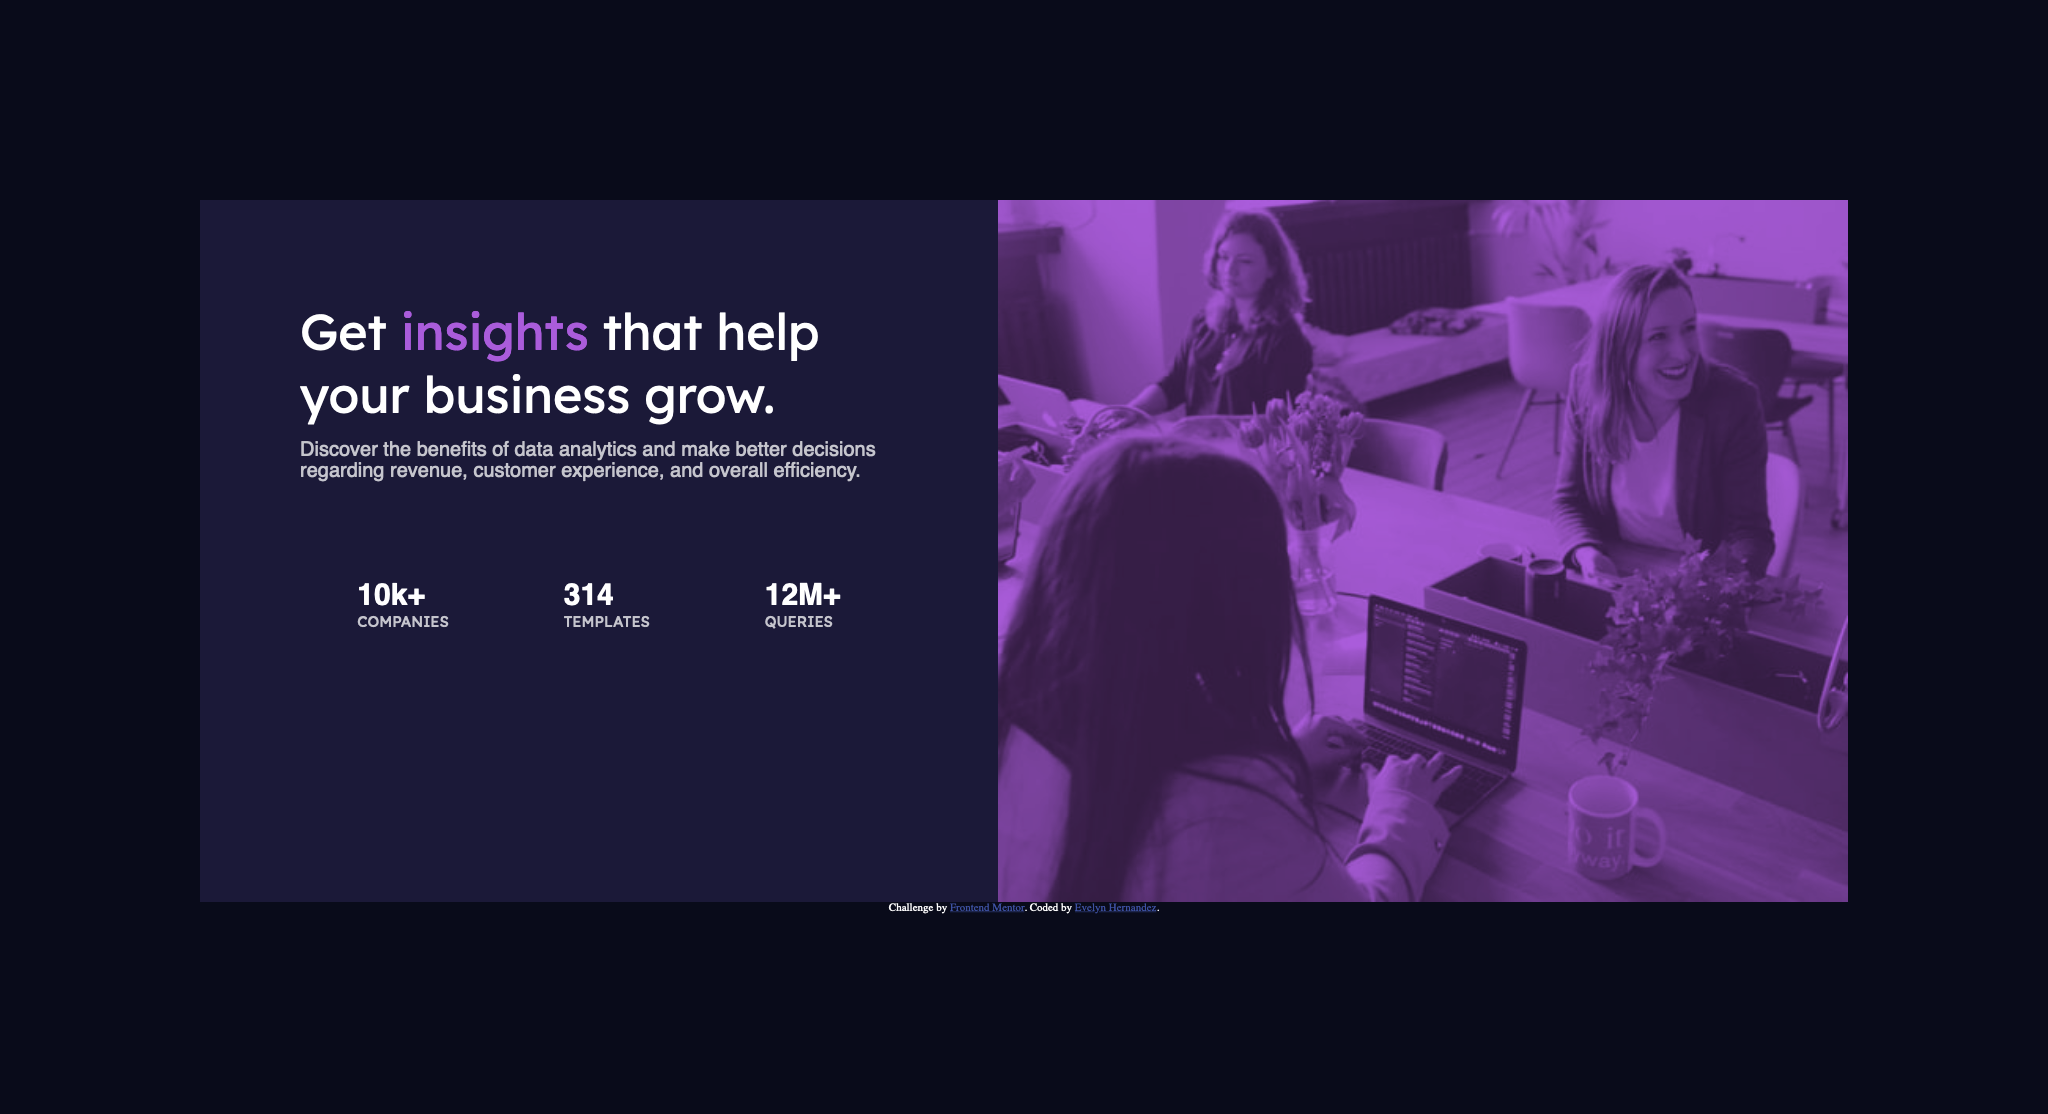 Get insights that help
your business grow.
Discover the benefits of data analytics and make better decisions
regarding revenue, customer experience, and overall efficiency.
10k+
COMPANIES
314
TEMPLATES
12M+
QUERIES
it
way.
Challenge by Frontend Mentor. Coded by Evelyn Hernandez.